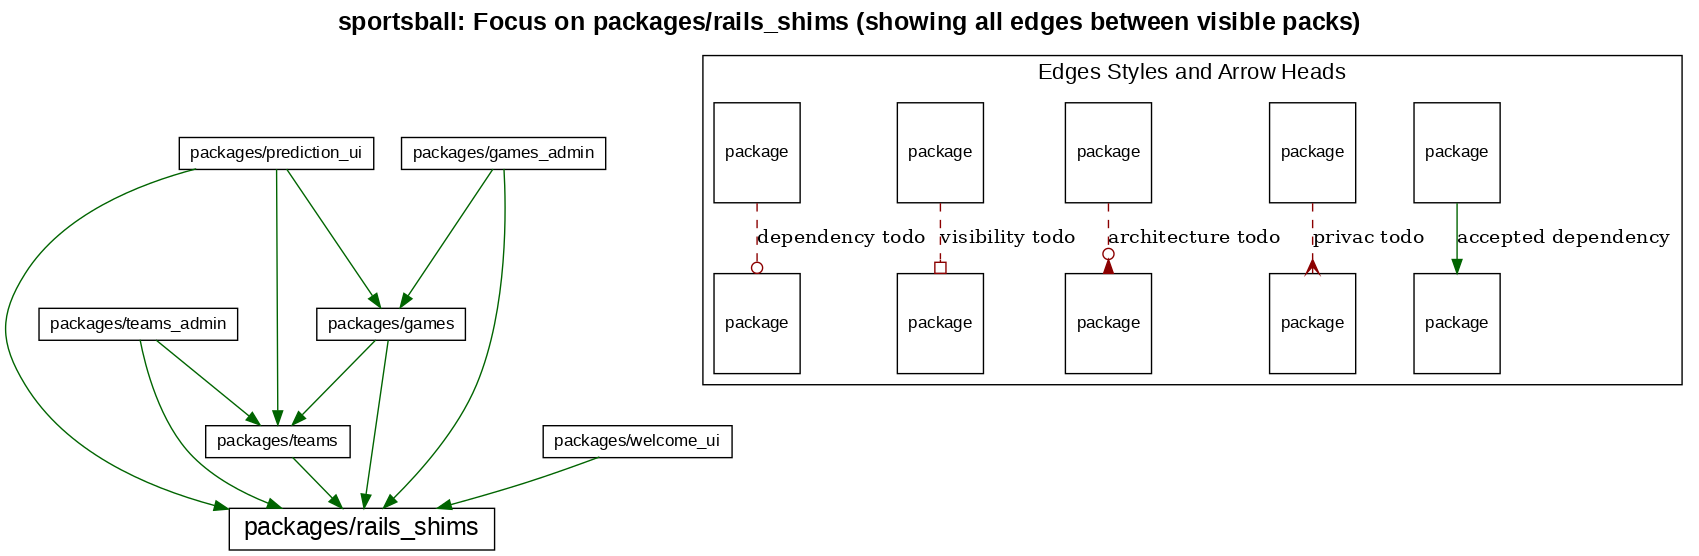 sportsball: Focus on packages/rails_shims (showing all edges between visible packs)
Edges Styles and Arrow Heads
package
package
package
package
package
dependency todo
visibility todo
architecture todo
privac todo
accepted dependency
package
package
package
package
package
packages/prediction_ui
packages/games_admin
packages/teams_admin
packages/games
packages/teams
packages/welcome_ui
packages/rails_shims